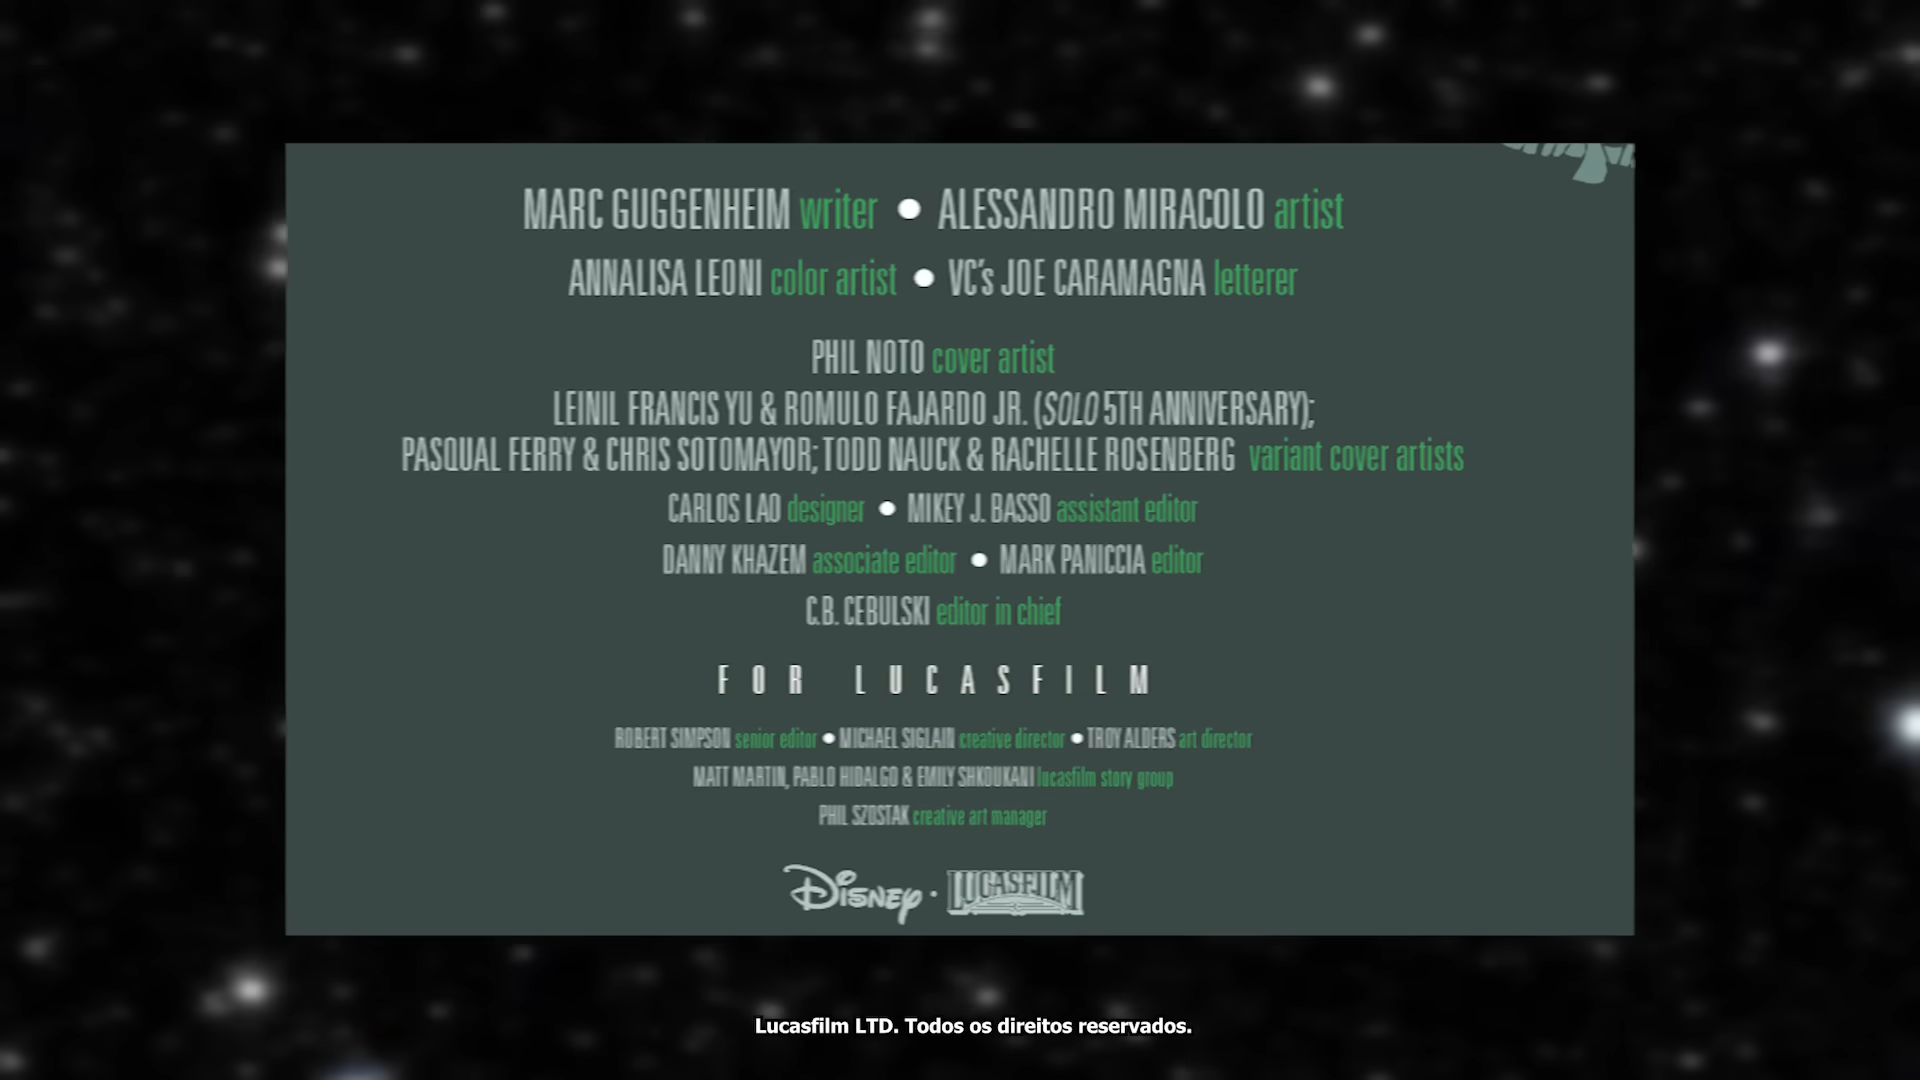 MARC GUGGENHEIM writer • ALESSANDRO MIRACOLO artist
ANNALISA LEONI color artist • VC's JOE CARAMAGNA letterer
PHIL NOTO cover artist
LEINIL FRANCIS YU & ROMULO FAJARDO JR. (SOLO 5TH ANNIVERSARY);
PASQUAL FERRY & CHRIS SOTOMAYOR; TODD NAUCK & RACHELLE ROSENBERG variant cover artists
CARLOS LAO designer • MIKEY J. BASSO assistant editor
DANNY KHAZEM associate editor • MARK PANICCIA editor
C.B. CEBULSKI editor in chief
FOR LUCASFILM
ROBERT SIMPSON senior editor • MICHAEL SIGLAIN creative director • TROY ALDERS art director
MATT MARTIN, PABLO HIDALGO & EMILY SHKOUKANI lucasfilm story group
PHIL SZOSTAK creative art manager
DISNEY · LUCASFILM
Lucasfilm LTD. Todos os direitos reservados.